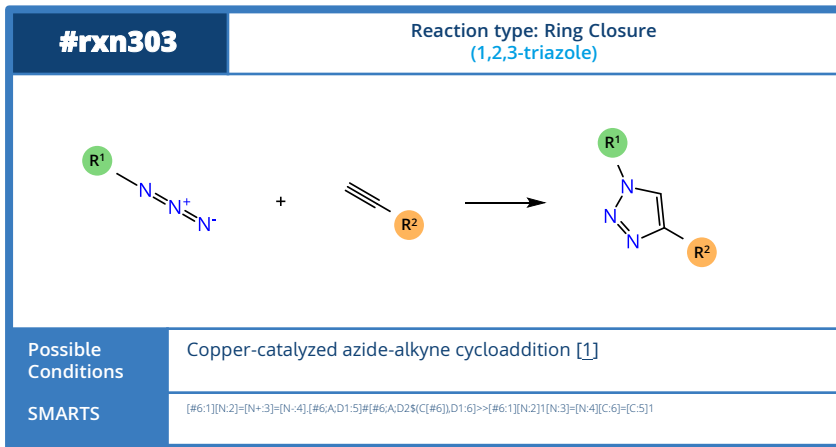 #rxn303
Reaction type: Ring Closure
(1,2,3-triazole)
R¹
N
N⁺
N⁻
+
R²
R¹
N
N
N
R²
Possible
Conditions
Copper-catalyzed azide-alkyne cycloaddition [1]
SMARTS
[#6:1][N:2]=[N+:3]=[N-:4].[#6;A;D1:5]#[#6;A;D2$(C[#6]),D1:6]>>[#6:1][N:2]1[N:3]=[N:4][C:6]=[C:5]1